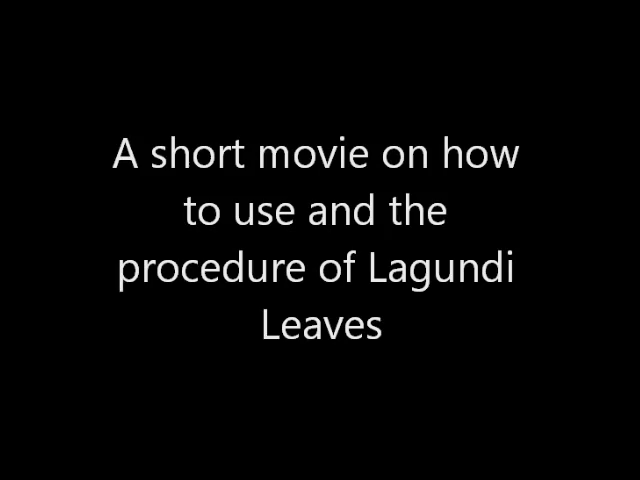 A short movie on how
to use and the
procedure of Lagundi
Leaves